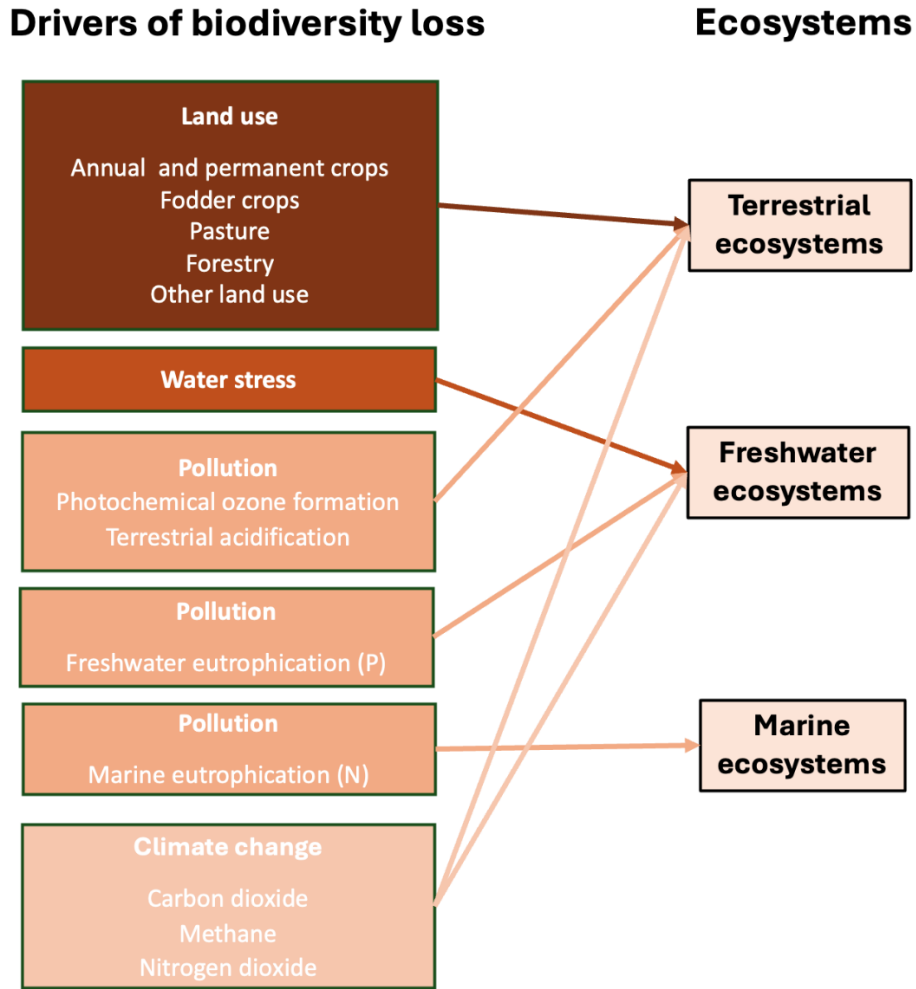 Drivers of biodiversity loss
Ecosystems
Land use
Annual and permanent crops
Fodder crops
Pasture
Forestry
Other land use
Water stress
Pollution
Photochemical ozone formation
Terrestrial acidification
Pollution
Freshwater eutrophication (P)
Pollution
Marine eutrophication (N)
Climate change
Carbon dioxide
Methane
Nitrogen dioxide
Terrestrial
ecosystems
Freshwater
ecosystems
Marine
ecosystems